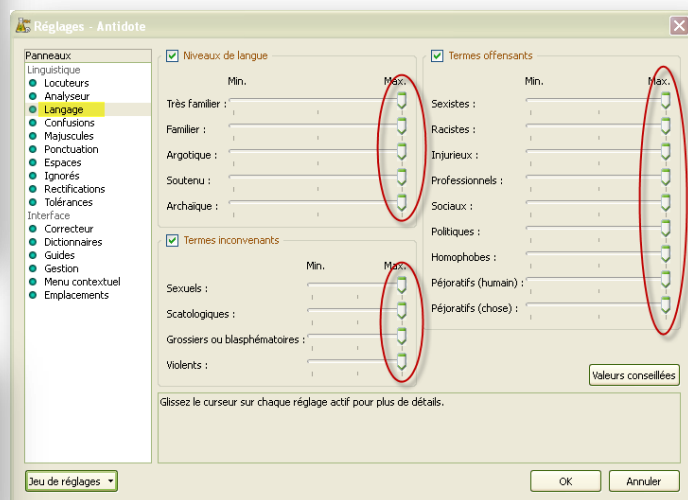 Réglages - Antidote
Panneaux
Linguistique
Locuteurs
Analyseur
Langage
Confusions
Majuscules
Ponctuation
Espaces
Ignorés
Rectifications
Tolérances
Interface
Correcteur
Dictionnaires
Guides
Gestion
Menu contextuel
Emplacements
Niveaux de langue
Min. Max.
Très familier :
Familier :
Argotique :
Soutenu :
Archaïque :
Termes inconvenants
Min. Max.
Sexuels :
Scatologiques :
Grossiers ou blasphématoires :
Violents :
Termes offensants
Min. Max.
Sexistes :
Racistes :
Injurieux :
Professionnels :
Sociaux :
Politiques :
Homophobes :
Péjoratifs (humain) :
Péjoratifs (chose) :
Valeurs conseillées
Glissez le curseur sur chaque réglage actif pour plus de détails.
Jeu de réglages
OK Annuler